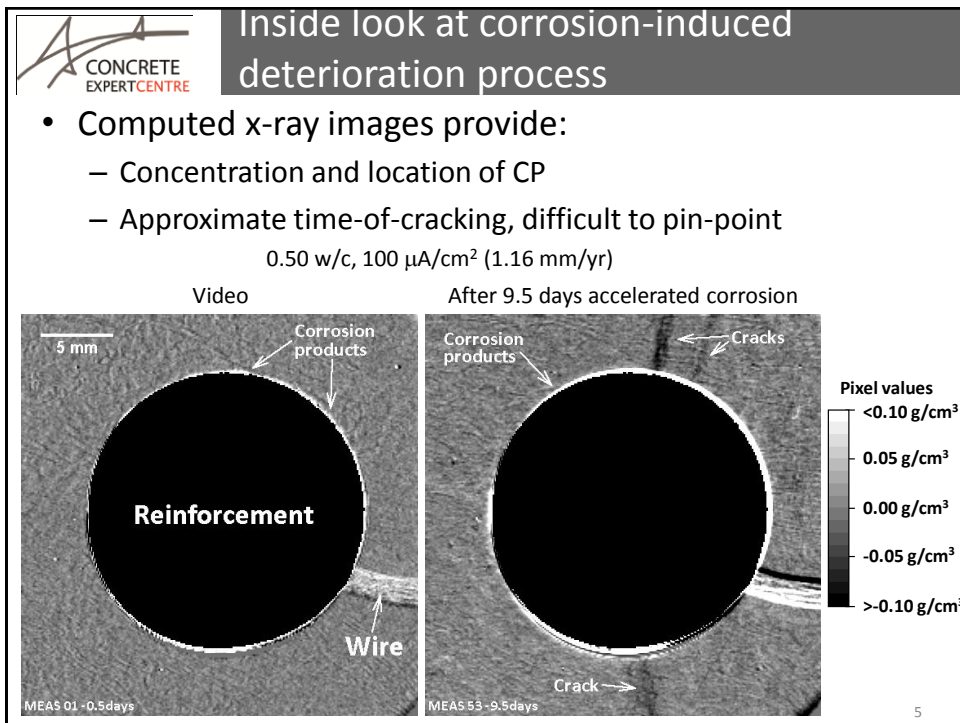 CONCRETE
EXPERTCENTRE
Inside look at corrosion-induced
deterioration process
• Computed x-ray images provide:
– Concentration and location of CP
– Approximate time-of-cracking, difficult to pin-point
0.50 w/c, 100 μA/cm² (1.16 mm/yr)
Video
After 9.5 days accelerated corrosion
5 mm
Corrosion
products
Reinforcement
Wire
MEAS 01 -0.5days
Corrosion
products
Cracks
Crack
MEAS 53 -9.5days
Pixel values
<0.10 g/cm³
0.05 g/cm³
0.00 g/cm³
-0.05 g/cm³
>-0.10 g/cm³
5